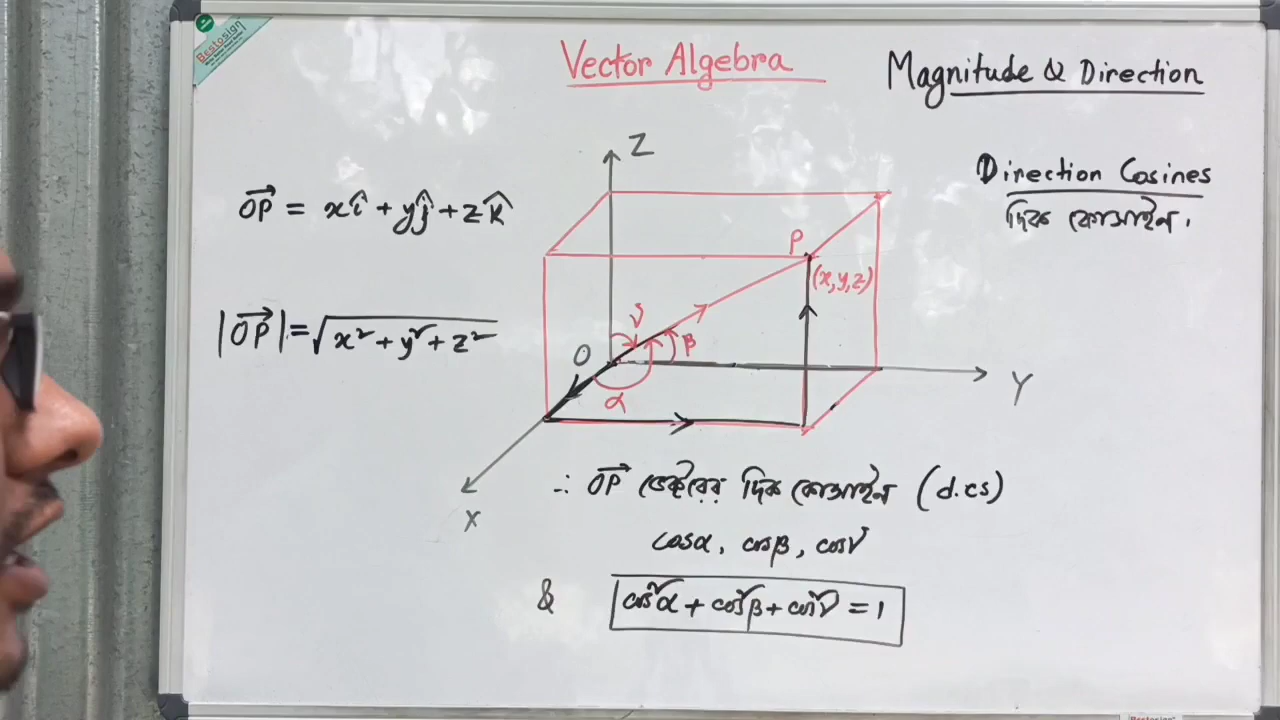 Bestosign
Vector Algebra
Magnitude & Direction
Direction Cosines
দিক কোসাইন.
OP⃗ = xî + yĵ + zk̂
|OP⃗| = √x² + y² + z²
Z
P
(x, y, z)
γ
β
O
α
Y
X
∴ OP⃗ ভেক্টরের দিক কোসাইন (d.cs)
cosα, cosβ, cosγ
& cos²α + cos²β + cos²γ = 1